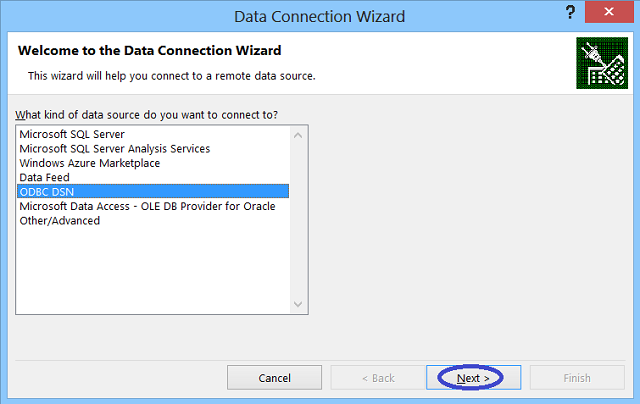 Data Connection Wizard
?
Welcome to the Data Connection Wizard
This wizard will help you connect to a remote data source.
What kind of data source do you want to connect to?
Microsoft SQL Server
Microsoft SQL Server Analysis Services
Windows Azure Marketplace
Data Feed
ODBC DSN
Microsoft Data Access - OLE DB Provider for Oracle
Other/Advanced
Cancel
< Back
Next >
Finish